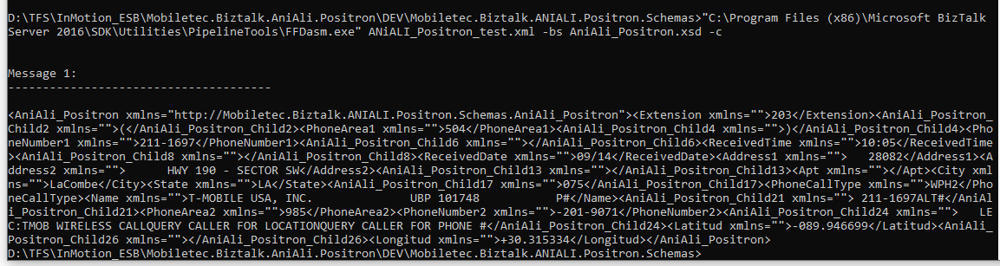 D:\TFS\InMotion_ESB\Mobiletec.Biztalk.AniAli.Positron\DEV\Mobiletec.Biztalk.ANIALI.Positron.Schemas>"C:\Program Files (x86)\Microsoft BizTalk
Server 2016\SDK\Utilities\PipelineTools\FFDasm.exe" ANiALI_Positron_test.xml -bs AniAli_Positron.xsd -c
Message 1:
---------------------------------------
<AniAli_Positron xmlns="http://Mobiletec.Biztalk.ANIALI.Positron.Schemas.AniAli_Positron"><Extension xmlns="">203</Extension><AniAli_Positron_
Child2 xmlns="">(</AniAli_Positron_Child2><PhoneArea1 xmlns="">504</PhoneArea1><AniAli_Positron_Child4 xmlns="">)</AniAli_Positron_Child4><Pho
neNumber1 xmlns="">211-1697</PhoneNumber1><AniAli_Positron_Child6 xmlns=""></AniAli_Positron_Child6><ReceivedTime xmlns="">10:05</ReceivedTime
><AniAli_Positron_Child8 xmlns=""></AniAli_Positron_Child8><ReceivedDate xmlns="">09/14</ReceivedDate><Address1 xmlns="">   28082</Address1><A
ddress2 xmlns="">      HWY 190 - SECTOR SW</Address2><AniAli_Positron_Child13 xmlns=""></AniAli_Positron_Child13><Apt xmlns=""></Apt><City xml
ns="">LaCombe</City><State xmlns="">LA</State><AniAli_Positron_Child17 xmlns="">075</AniAli_Positron_Child17><PhoneCallType xmlns="">WPH2</Pho
neCallType><Name xmlns="">T-MOBILE USA, INC.              UBP 101748          P#</Name><AniAli_Positron_Child21 xmlns=""> 211-1697ALT#</AniAl
i_Positron_Child21><PhoneArea2 xmlns="">985</PhoneArea2><PhoneNumber2 xmlns="">-201-9071</PhoneNumber2><AniAli_Positron_Child24 xmlns="">   LE
C:TMOB WIRELESS CALLQUERY CALLER FOR LOCATIONQUERY CALLER FOR PHONE #</AniAli_Positron_Child24><Latitud xmlns="">-089.946699</Latitud><AniAli_
Positron_Child26 xmlns=""></AniAli_Positron_Child26><Longitud xmlns="">+30.315334</Longitud></AniAli_Positron>
D:\TFS\InMotion_ESB\Mobiletec.Biztalk.AniAli.Positron\DEV\Mobiletec.Biztalk.ANIALI.Positron.Schemas>